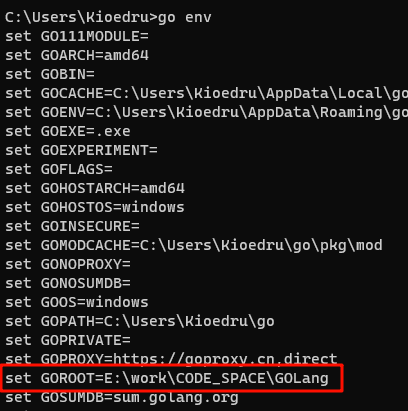 C:\Users\Kioedru>go env
set GO111MODULE=
set GOARCH=amd64
set GOBIN=
set GOCACHE=C:\Users\Kioedru\AppData\Local\go
set GOENV=C:\Users\Kioedru\AppData\Roaming\go
set GOEXE=.exe
set GOEXPERIMENT=
set GOFLAGS=
set GOHOSTARCH=amd64
set GOHOSTOS=windows
set GOINSECURE=
set GOMODCACHE=C:\Users\Kioedru\go\pkg\mod
set GONOPROXY=
set GONOSUMDB=
set GOOS=windows
set GOPATH=C:\Users\Kioedru\go
set GOPRIVATE=
set GOPROXY=https://goproxy.cn,direct
set GOROOT=E:\work\CODE_SPACE\GOLang
set GOSUMDB=sum.golang.org